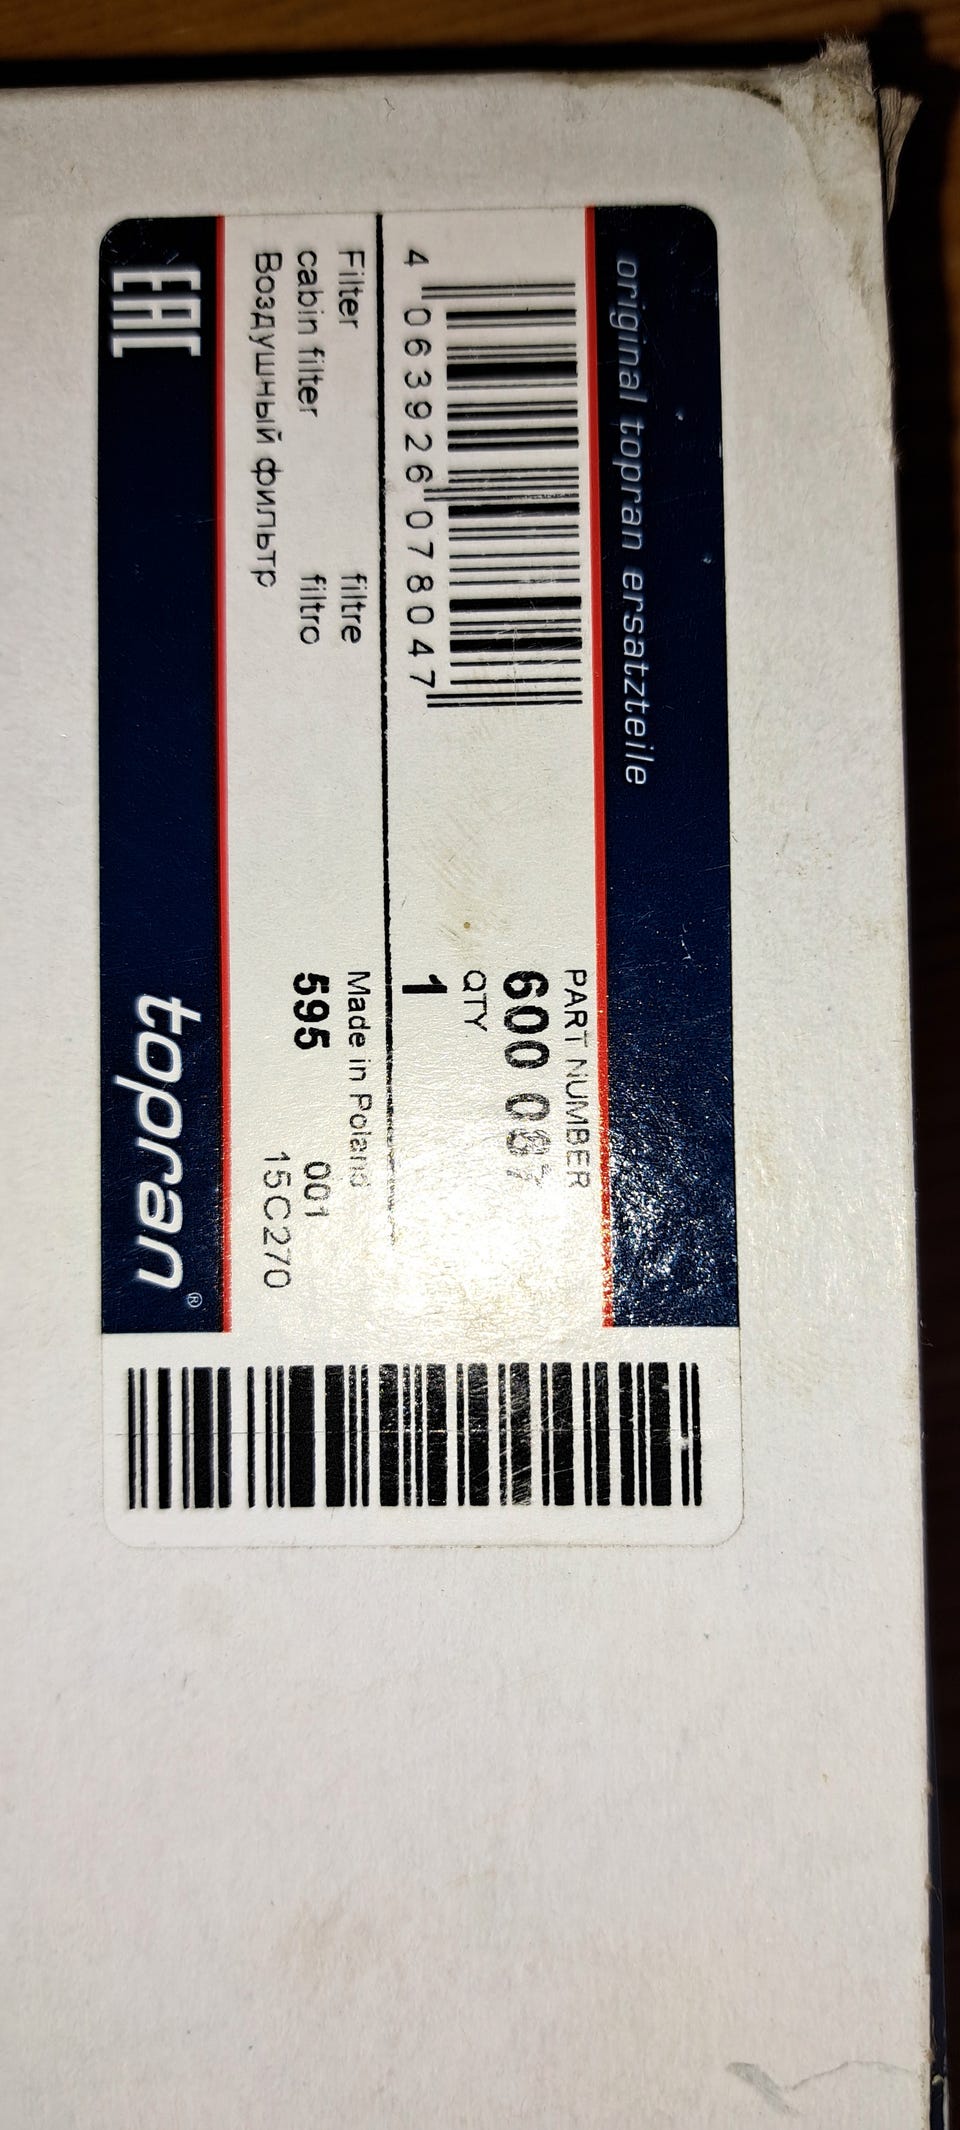 original topran ersatzteile
PART NUMBER
600
4 063926 078047
QTY
1
Filter filtre
cabin filter filtro
Воздушный фильтр
Made in Poland
595 001
15C270
EAC
topran®